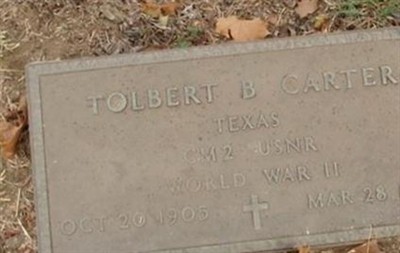 TOLBERT B CARTER
TEXAS
CM2 USNR
WORLD WAR II
OCT 20 1905 MAR 28